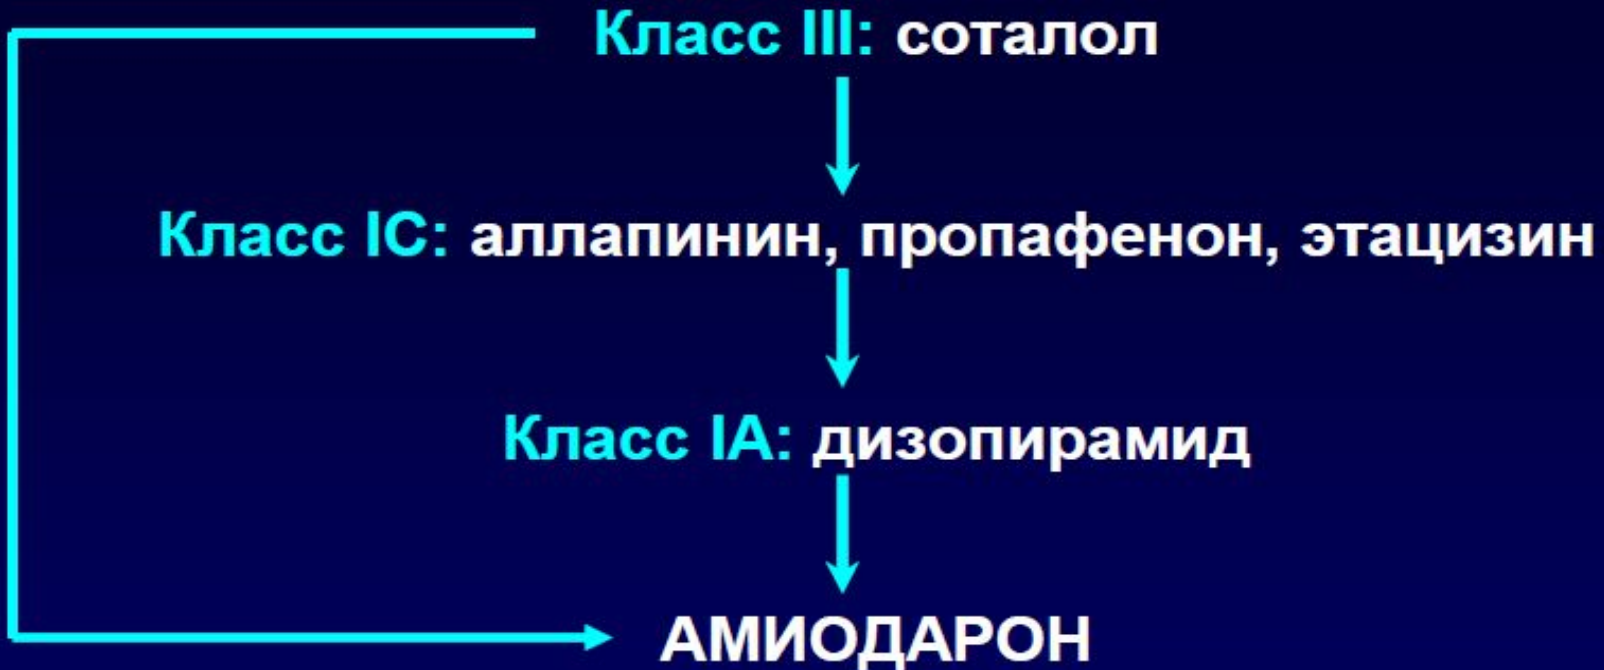 Класс III: соталол
Класс IC: аллапинин, пропафенон, этацизин
Класс IA: дизопирамид
АМИОДАРОН